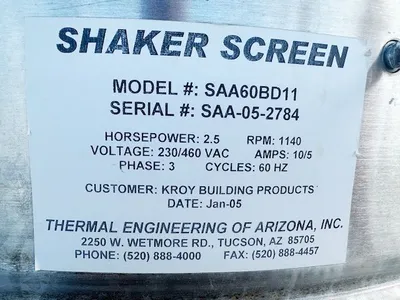 SHAKER SCREEN
MODEL #: SAA60BD11
SERIAL #: SAA-05-2784
HORSEPOWER: 2.5 RPM: 1140
VOLTAGE: 230/460 VAC AMPS: 10/5
PHASE: 3 CYCLES: 60 HZ
CUSTOMER: KROY BUILDING PRODUCTS
DATE: Jan-05
THERMAL ENGINEERING OF ARIZONA, INC.
2250 W. WETMORE RD., TUCSON, AZ 85705
PHONE: (520) 888-4000 FAX: (520) 888-4457